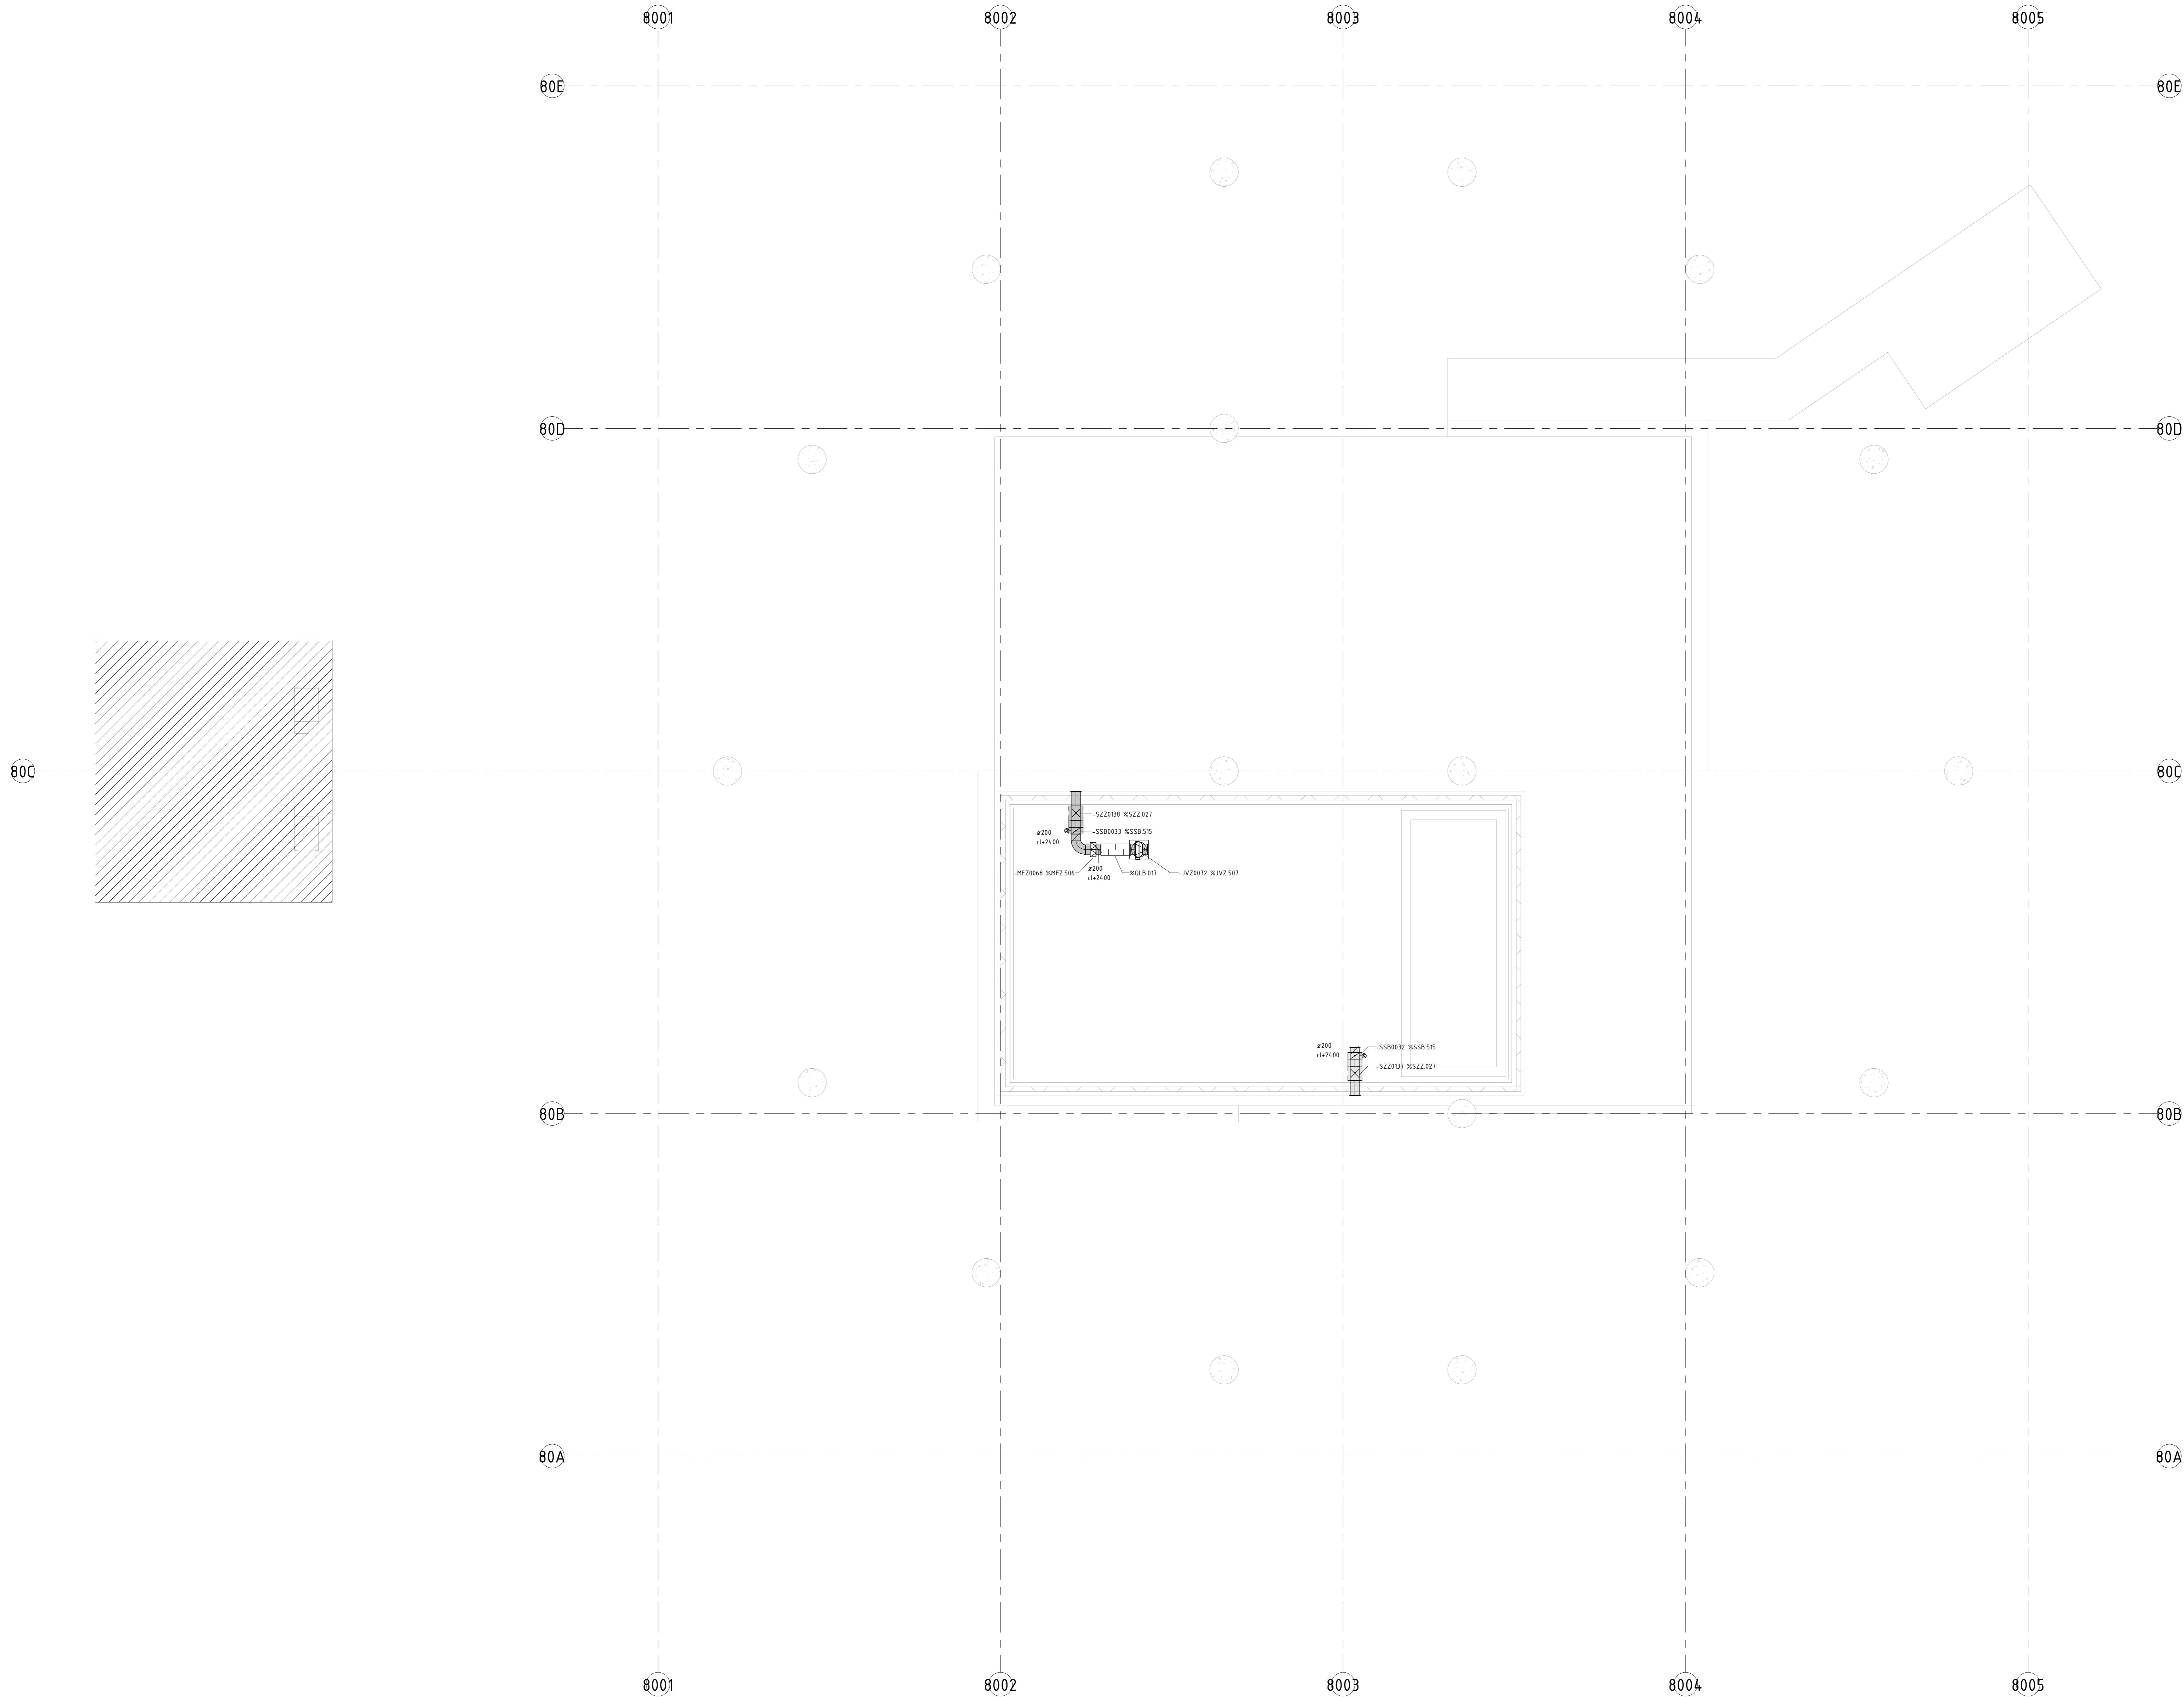 8001 8002 8003 8004 8005
80E 80E
80D 80D
80C 80C
-SZZ0138 %SZZ.027
-SSB0033 %SSB.515
ø200
cl+2400
-MFZ0068 %MFZ.506
ø200
cl+2400
%QLB.017
-JVZ0072 %JVZ.507
ø200
cl+2400
-SSB0032 %SSB.515
-SZZ0137 %SZZ.027
80B 80B
80A 80A
8001 8002 8003 8004 8005